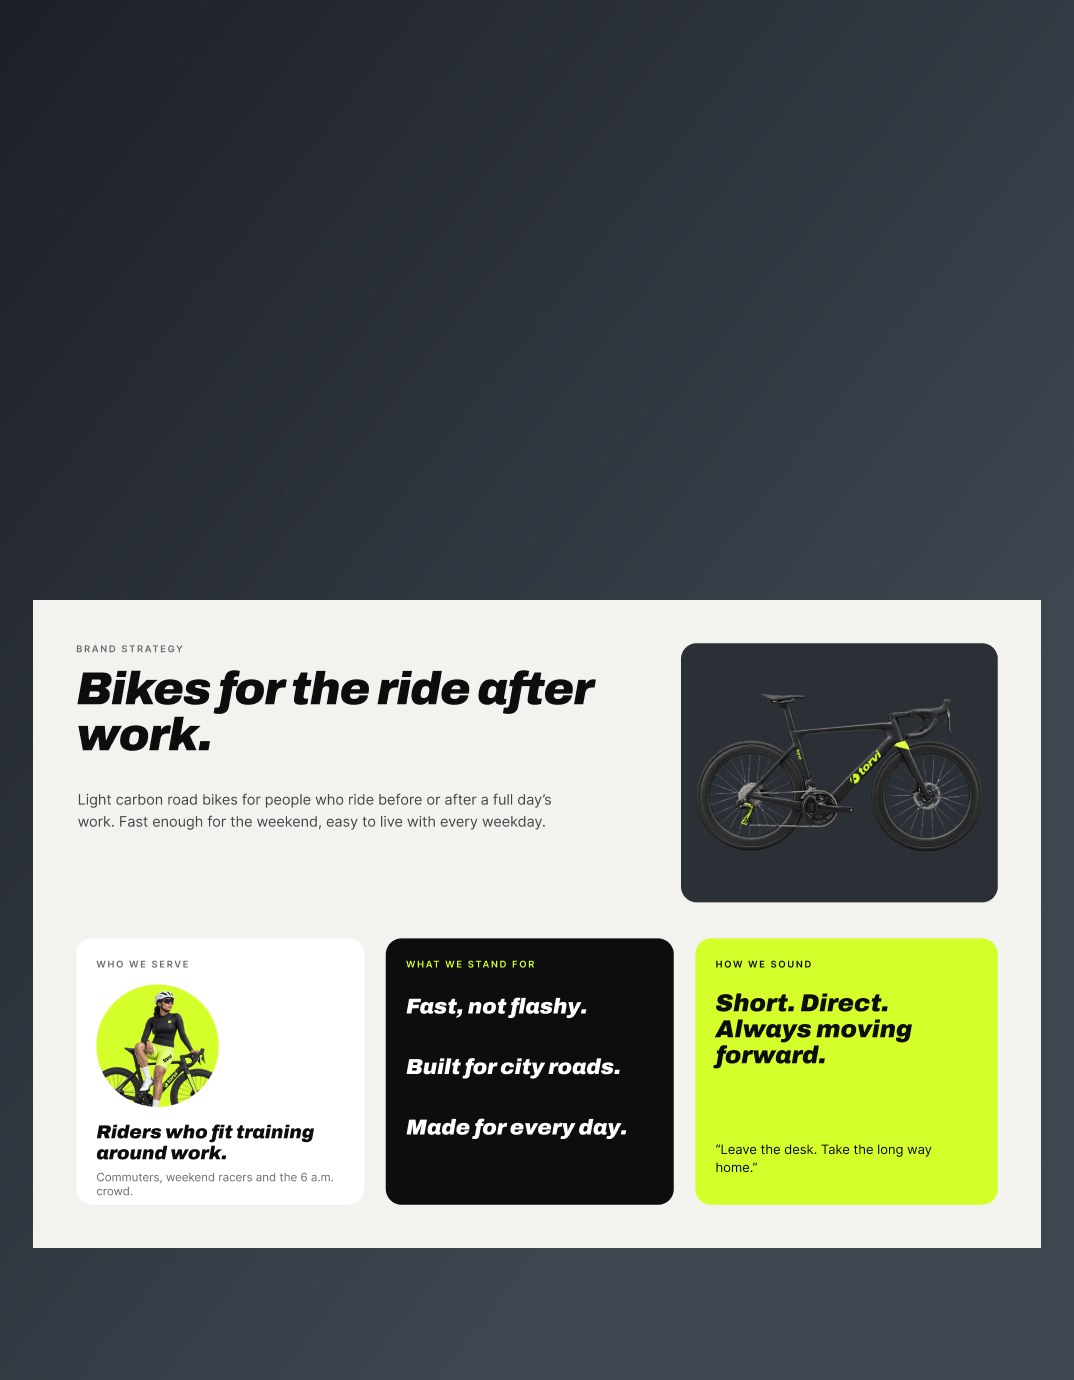 BRAND STRATEGY
Bikes for the ride after
work.
Light carbon road bikes for people who ride before or after a full day’s
work. Fast enough for the weekend, easy to live with every weekday.
torvi
torvi
WHO WE SERVE
torvi
torvi
Riders who fit training
around work.
Commuters, weekend racers and the 6 a.m.
crowd.
WHAT WE STAND FOR
Fast, not flashy.
Built for city roads.
Made for every day.
HOW WE SOUND
Short. Direct.
Always moving
forward.
“Leave the desk. Take the long way
home.”